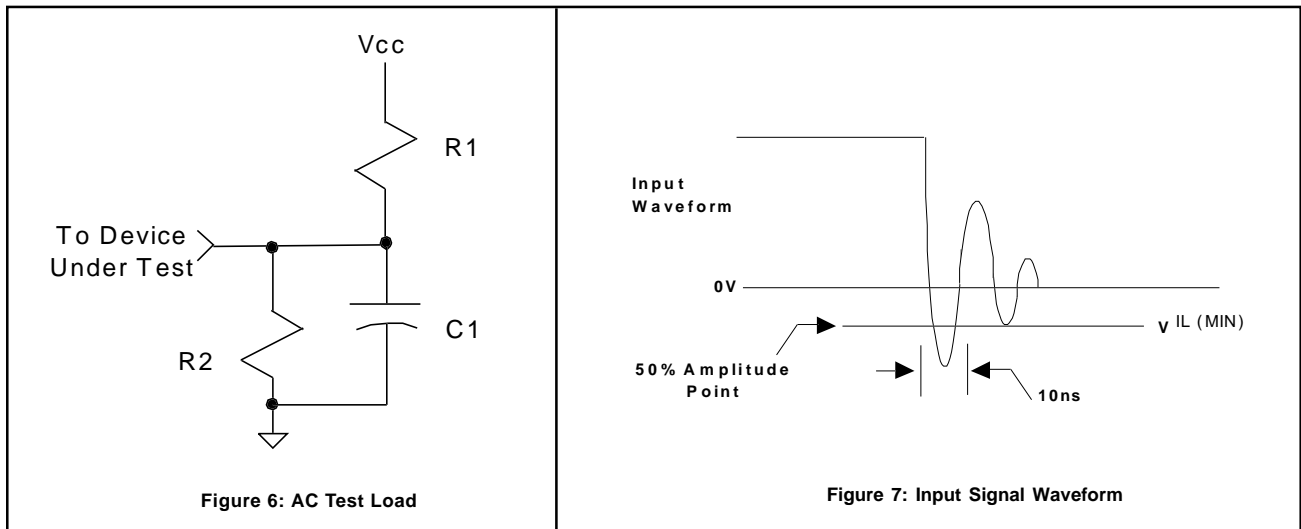 Vcc
R1
To Device
Under Test
R2
C1
Figure 6: AC Test Load
Input
Waveform
0V
V IL (MIN)
50% Amplitude
Point
10ns
Figure 7: Input Signal Waveform